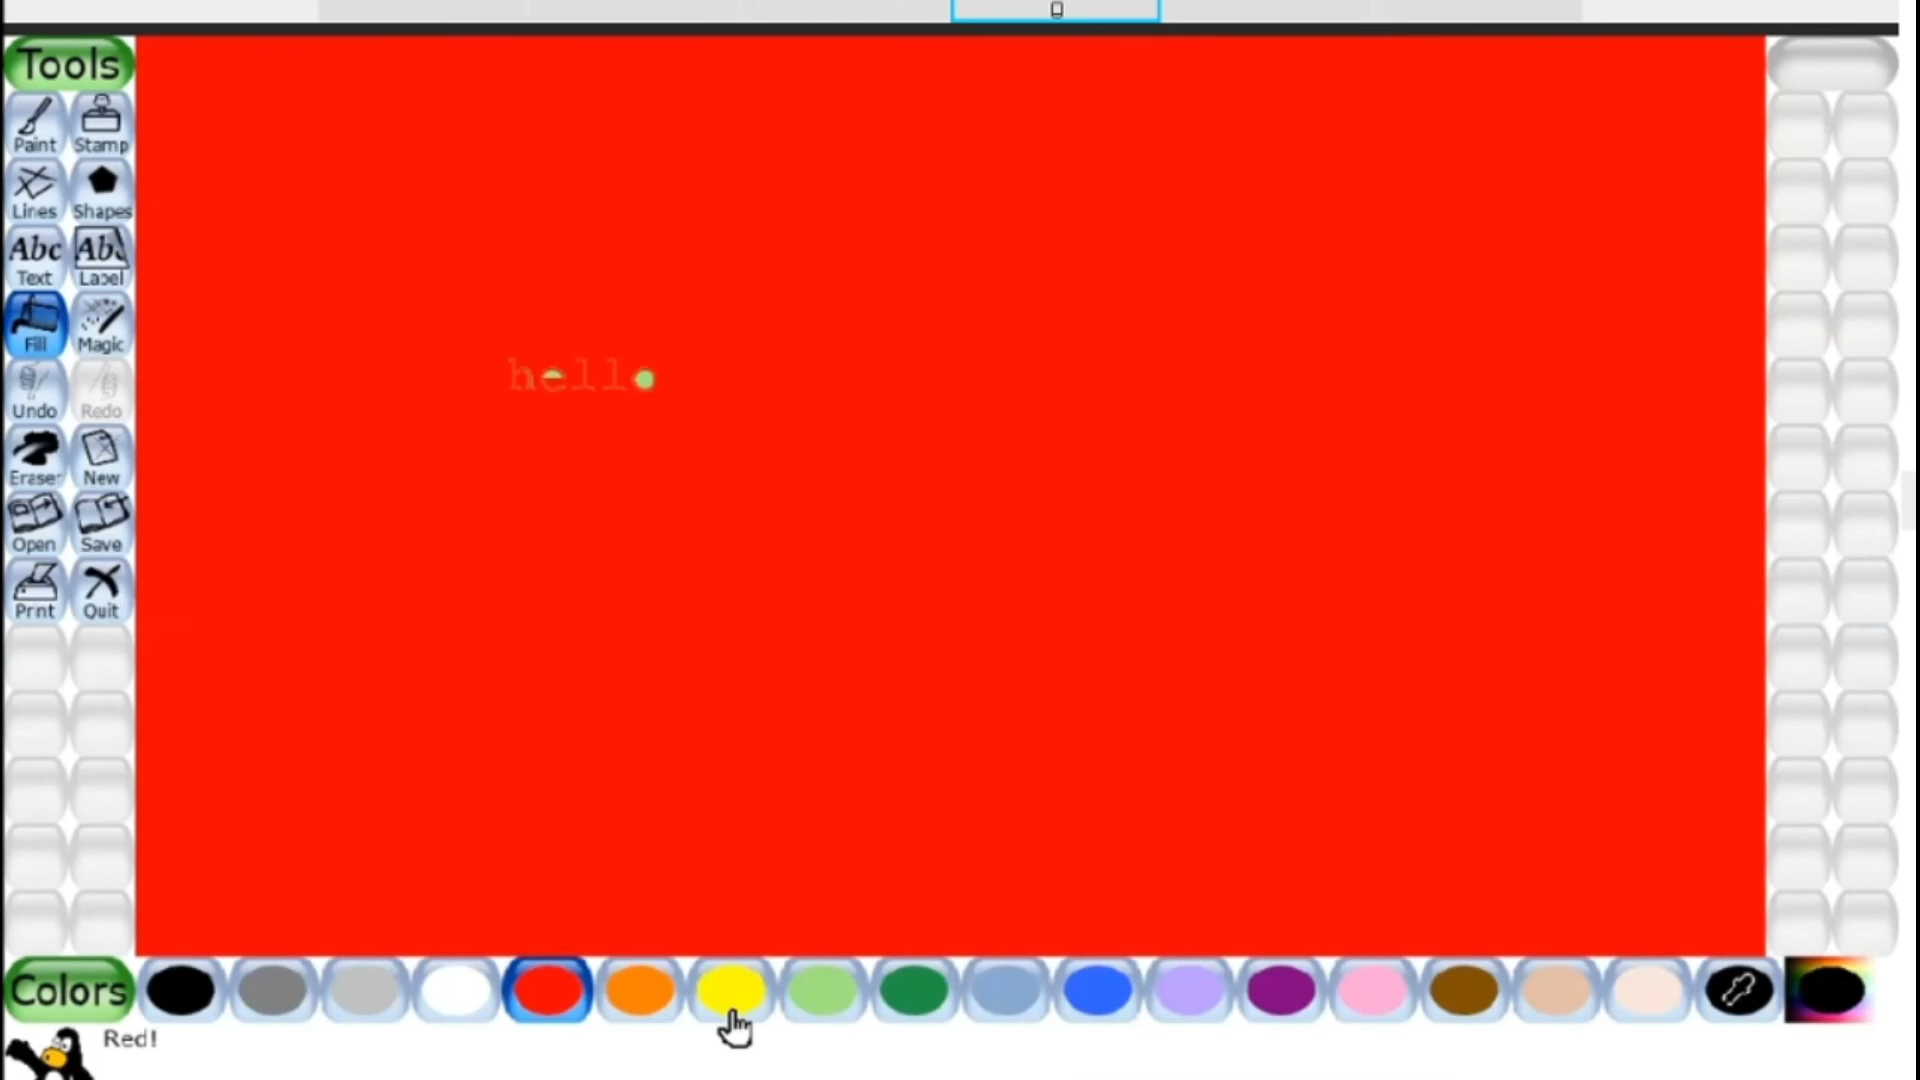 Tools
Paint Stamp
Lines Shapes
Abc Abc
Text Label
Fill Magic
hello
Undo Redo
Eraser New
Open Save
Print Quit
Colors
Red!